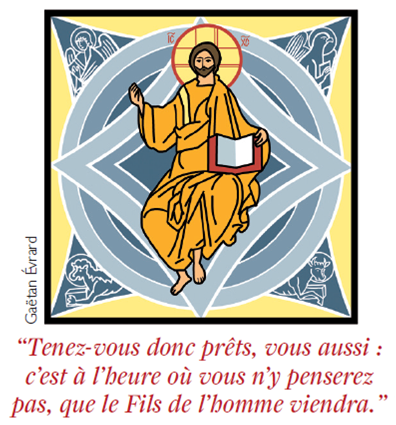 IC XC
Gaëtan Évrard
“Tenez-vous donc prêts, vous aussi :
c’est à l’heure où vous n’y penserez
pas, que le Fils de l’homme viendra.”